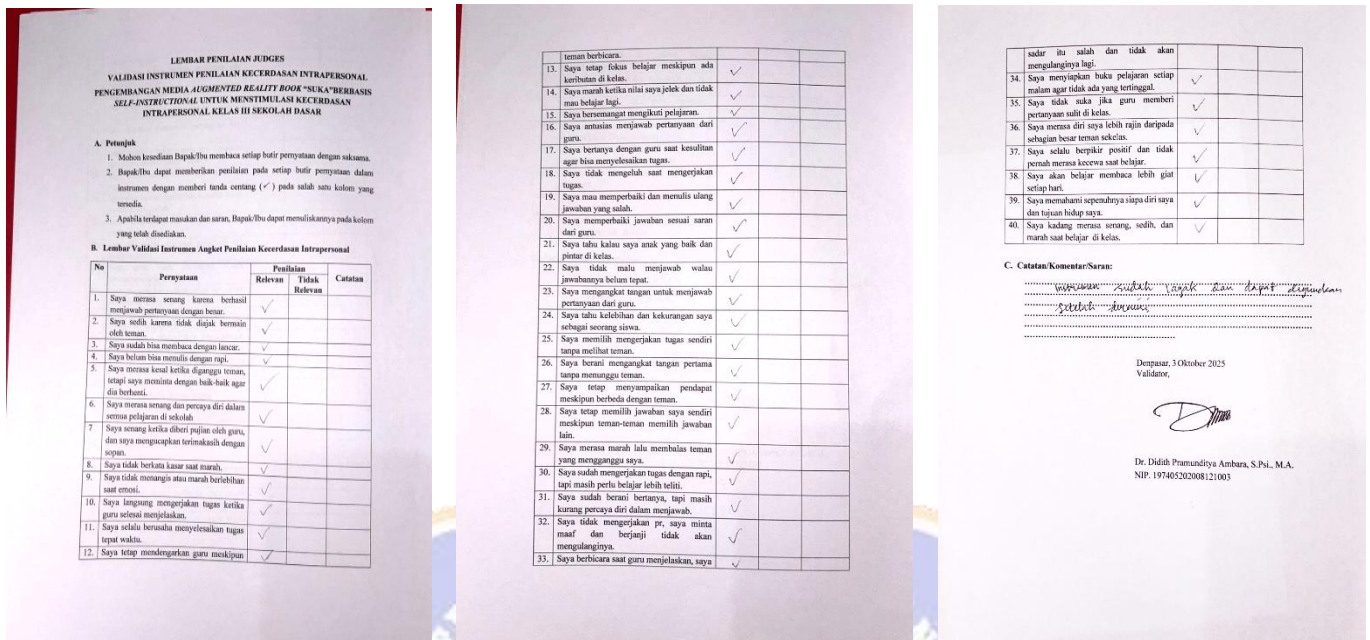 LEMBAR PENILAIAN JUDGES
VALIDASI INSTRUMEN PENILAIAN KECERDASAN INTRAPERSONAL
PENGEMBANGAN MEDIA AUGMENTED REALITY BOOK "SUKA"BERBASIS
SELF-INSTRUCTIONAL UNTUK MENSTIMULASI KECERDASAN
INTRAPERSONAL KELAS III SEKOLAH DASAR
A. Petunjuk
1. Mohon kesediaan Bapak/Ibu membaca setiap butir pernyataan dengan saksama.
2. Bapak/Ibu dapat memberikan penilaian pada setiap butir pernyataan dalam
instrumen dengan memberi tanda centang (✓) pada salah satu kolom yang
tersedia.
3. Apabila terdapat masukan dan saran, Bapak/Ibu dapat menuliskannya pada kolom
yang telah disediakan.
B. Lembar Validasi Instrumen Angket Penilaian Kecerdasan Intrapersonal
No Pernyataan Penilaian Catatan
Relevan Tidak
Relevan
1. Saya merasa senang karena berhasil
menjawab pertanyaan dengan benar. ✓
2. Saya sedih karena tidak diajak bermain
oleh teman. ✓
3. Saya sudah bisa membaca dengan lancar. ✓
4. Saya belum bisa menulis dengan rapi. ✓
5. Saya merasa kesal ketika diganggu teman,
tetapi saya meminta dengan baik-baik agar
dia berhenti. ✓
6. Saya merasa senang dan percaya diri dalam
semua pelajaran di sekolah ✓
7 Saya senang ketika diberi pujian oleh guru,
dan saya mengucapkan terimakasih dengan
sopan. ✓
8. Saya tidak berkata kasar saat marah. ✓
9. Saya tidak menangis atau marah berlebihan
saat emosi. ✓
10. Saya langsung mengerjakan tugas ketika
guru selesai menjelaskan. ✓
11. Saya selalu berusaha menyelesaikan tugas
tepat waktu. ✓
12. Saya tetap mendengarkan guru meskipun ✓
teman berbicara.
13. Saya tetap fokus belajar meskipun ada
keributan di kelas. ✓
14. Saya marah ketika nilai saya jelek dan tidak
mau belajar lagi. ✓
15. Saya bersemangat mengikuti pelajaran. ✓
16. Saya antusias menjawab pertanyaan dari
guru. ✓
17. Saya bertanya dengan guru saat kesulitan
agar bisa menyelesaikan tugas. ✓
18. Saya tidak mengeluh saat mengerjakan
tugas. ✓
19. Saya mau memperbaiki dan menulis ulang
jawaban yang salah. ✓
20. Saya memperbaiki jawaban sesuai saran
dari guru. ✓
21. Saya tahu kalau saya anak yang baik dan
pintar di kelas. ✓
22. Saya tidak malu menjawab walau
jawabannya belum tepat. ✓
23. Saya mengangkat tangan untuk menjawab
pertanyaan dari guru. ✓
24. Saya tahu kelebihan dan kekurangan saya
sebagai seorang siswa. ✓
25. Saya memilih mengerjakan tugas sendiri
tanpa melihat teman. ✓
26. Saya berani mengangkat tangan pertama
tanpa menunggu teman. ✓
27. Saya tetap menyampaikan pendapat
meskipun berbeda dengan teman. ✓
28. Saya tetap memilih jawaban saya sendiri
meskipun teman-teman memilih jawaban
lain. ✓
29. Saya merasa marah lalu membalas teman
yang mengganggu saya. ✓
30. Saya sudah mengerjakan tugas dengan rapi,
tapi masih perlu belajar lebih teliti. ✓
31. Saya sudah berani bertanya, tapi masih
kurang percaya diri dalam menjawab. ✓
32. Saya tidak mengerjakan pr, saya minta
maaf dan berjanji tidak akan
mengulanginya. ✓
33. Saya berbicara saat guru menjelaskan, saya ✓
sadar itu salah dan tidak akan
mengulanginya lagi.
34. Saya menyiapkan buku pelajaran setiap
malam agar tidak ada yang tertinggal. ✓
35. Saya tidak suka jika guru memberi
pertanyaan sulit di kelas. ✓
36. Saya merasa diri saya lebih rajin daripada
sebagian besar teman sekelas. ✓
37. Saya selalu berpikir positif dan tidak
pernah merasa kecewa saat belajar. ✓
38. Saya akan belajar membaca lebih giat
setiap hari. ✓
39. Saya memahami sepenuhnya siapa diri saya
dan tujuan hidup saya. ✓
40. Saya kadang merasa senang, sedih, dan
marah saat belajar di kelas. ✓
C. Catatan/Komentar/Saran:
Instrumen sudah layak dan dapat digunakan
setelah
Denpasar, 3 Oktober 2025
Validator,
Dr. Didith Pramunditya Ambara, S.Psi., M.A.
NIP. 197405202008121003